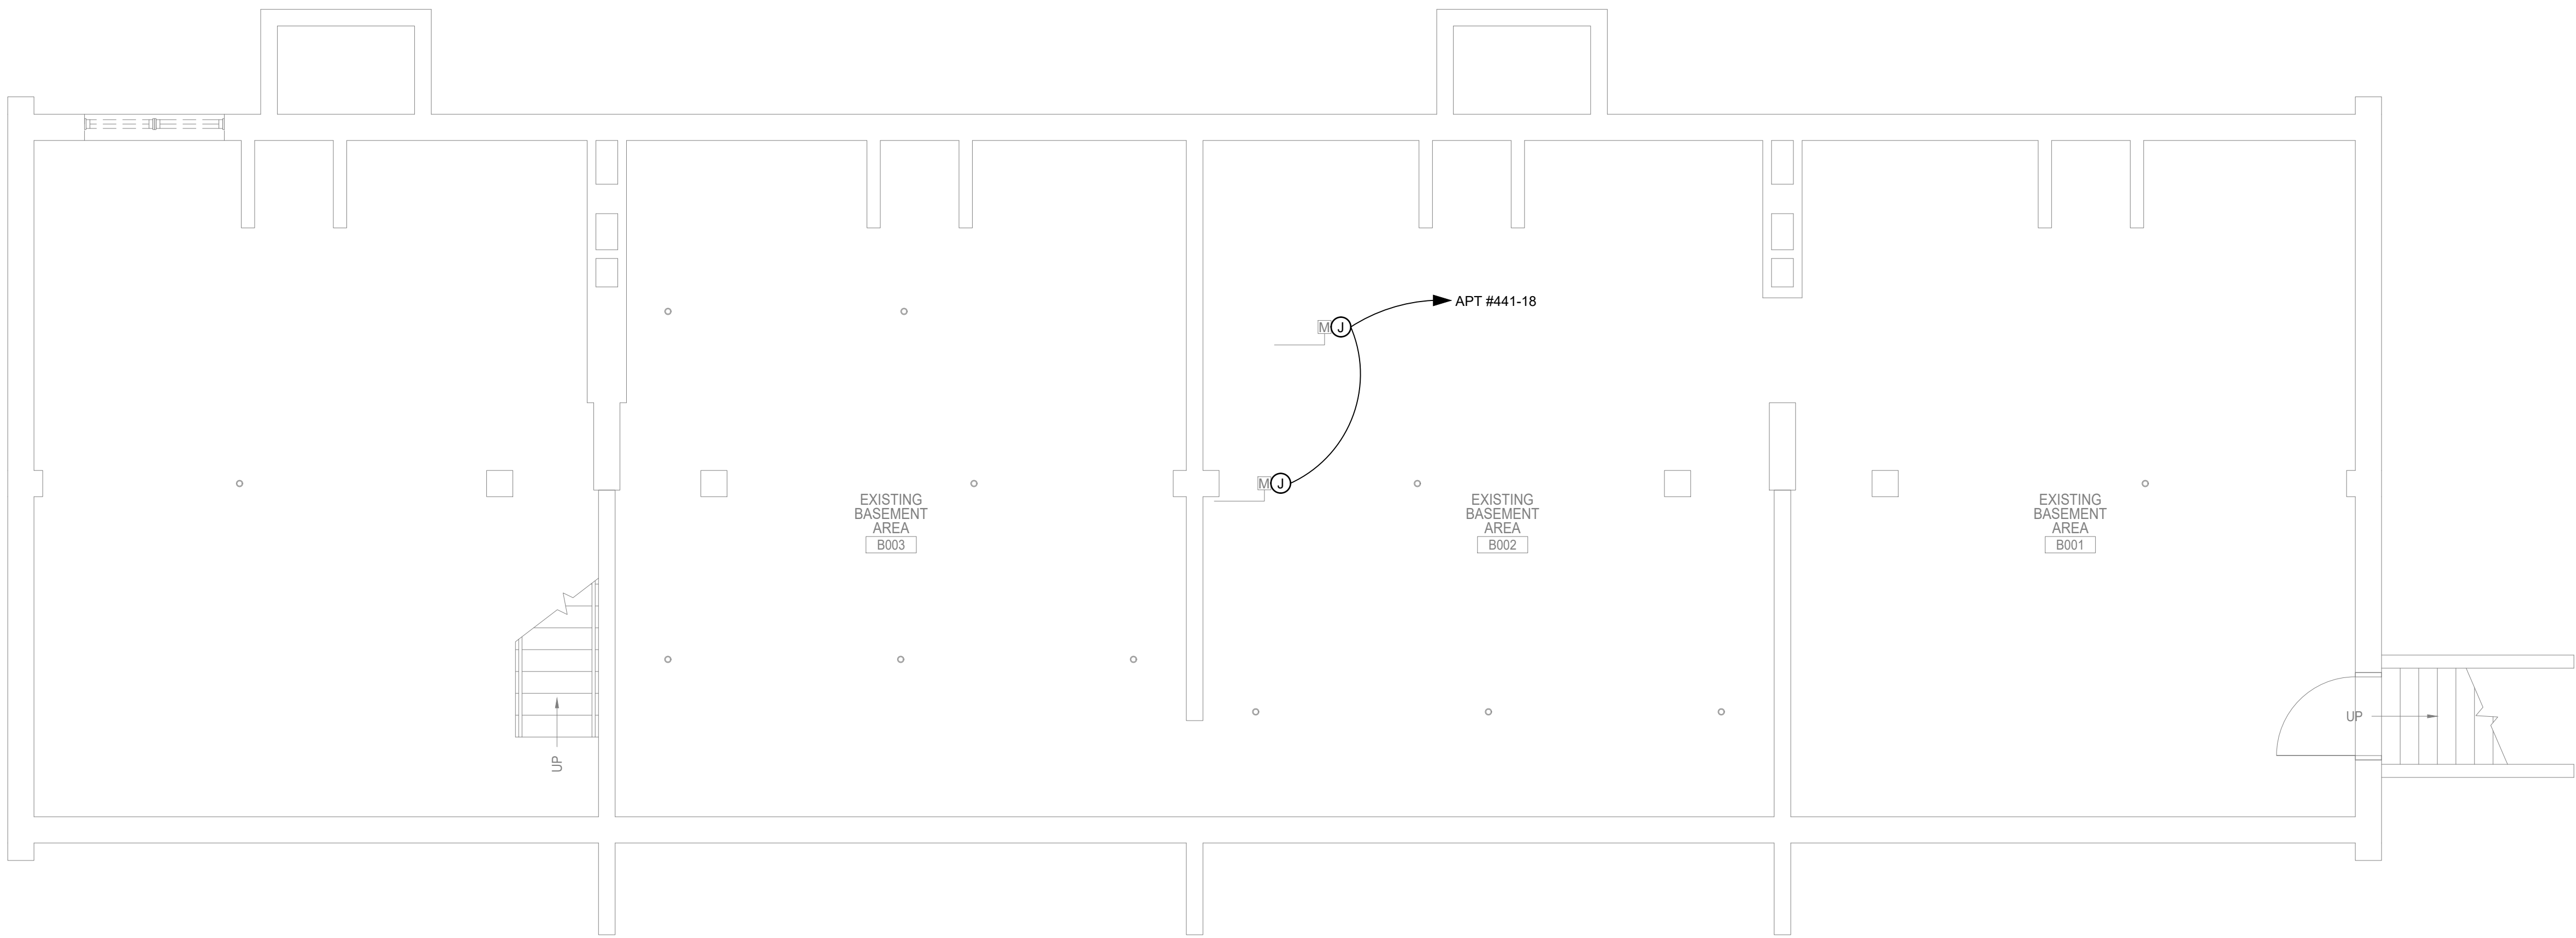 APT #441-18
M J
M J
EXISTING
BASEMENT
AREA
B003
EXISTING
BASEMENT
AREA
B002
EXISTING
BASEMENT
AREA
B001
UP
UP